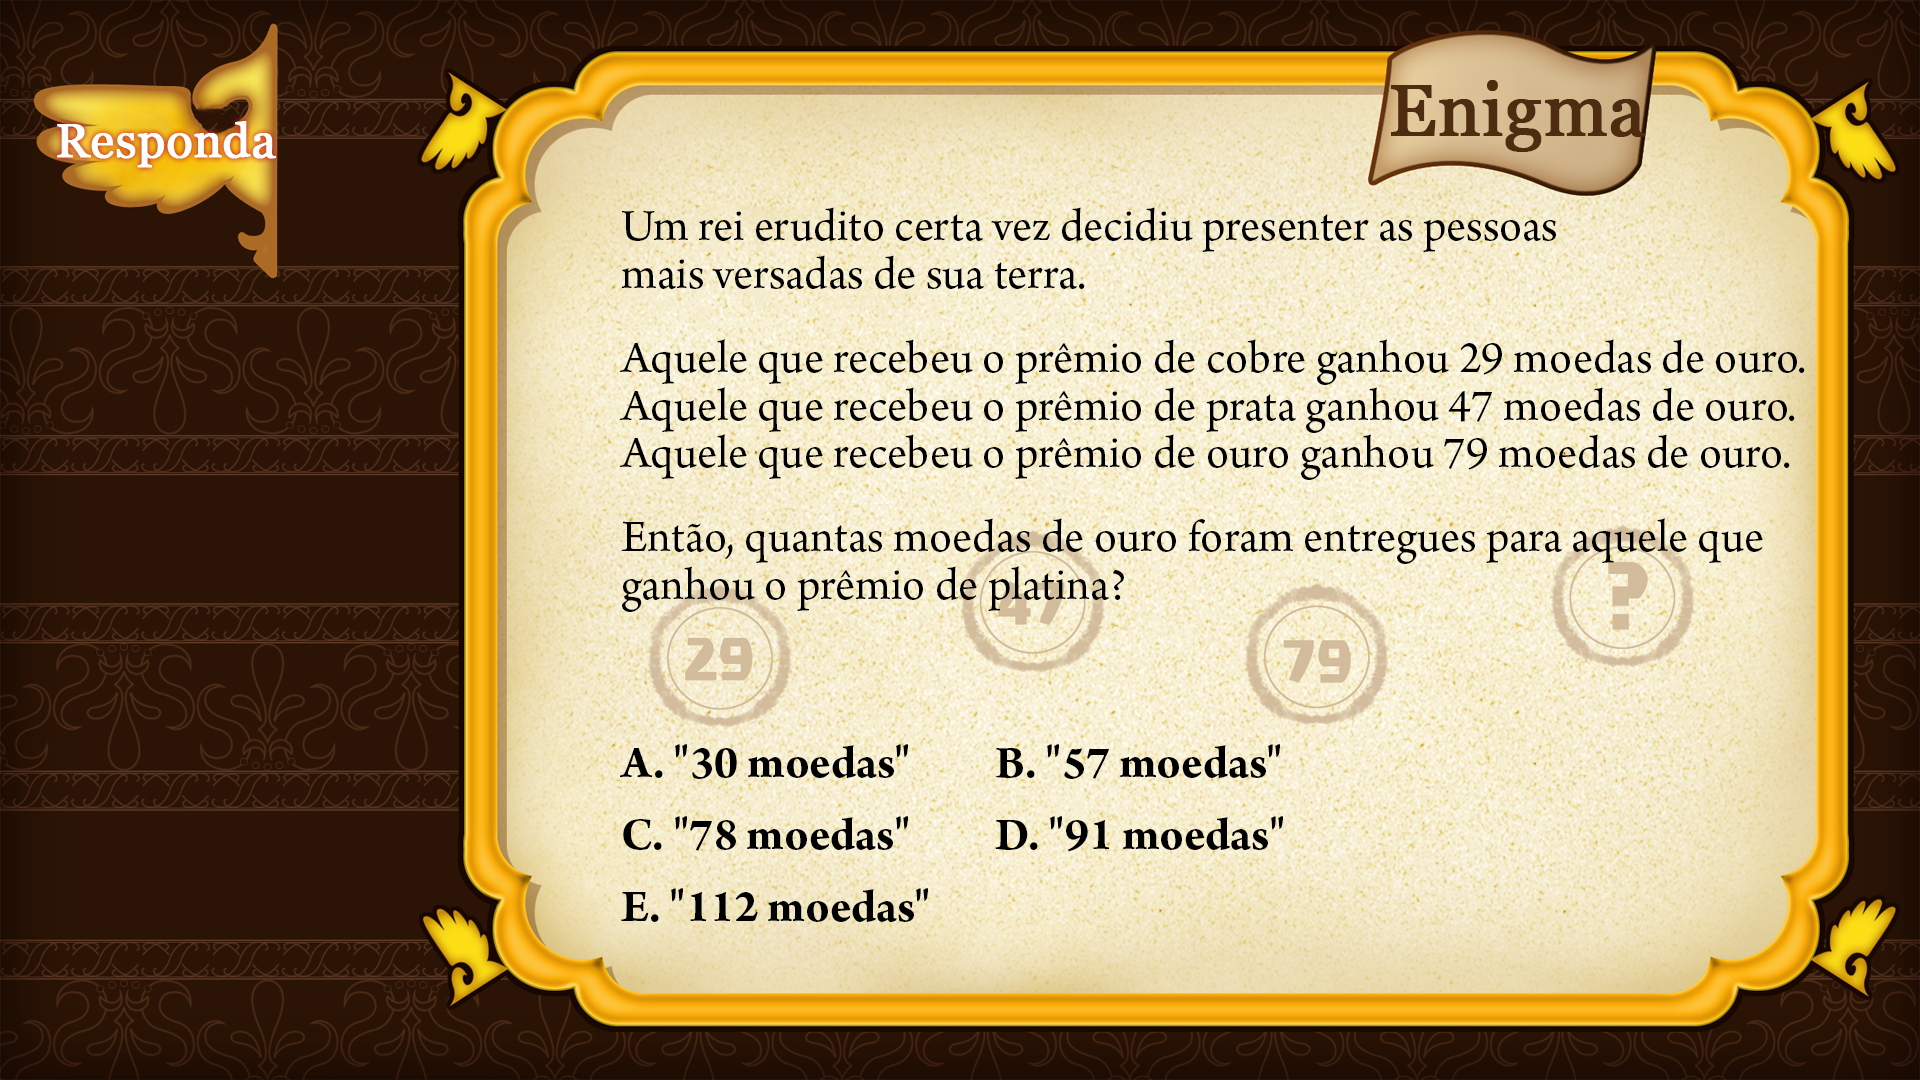 Responda
Enigma
Um rei erudito certa vez decidiu presenter as pessoas
mais versadas de sua terra.
Aquele que recebeu o prêmio de cobre ganhou 29 moedas de ouro.
Aquele que recebeu o prêmio de prata ganhou 47 moedas de ouro.
Aquele que recebeu o prêmio de ouro ganhou 79 moedas de ouro.
Então, quantas moedas de ouro foram entregues para aquele que
ganhou o prêmio de platina?
29 47 79 ?
A. "30 moedas" B. "57 moedas"
C. "78 moedas" D. "91 moedas"
E. "112 moedas"